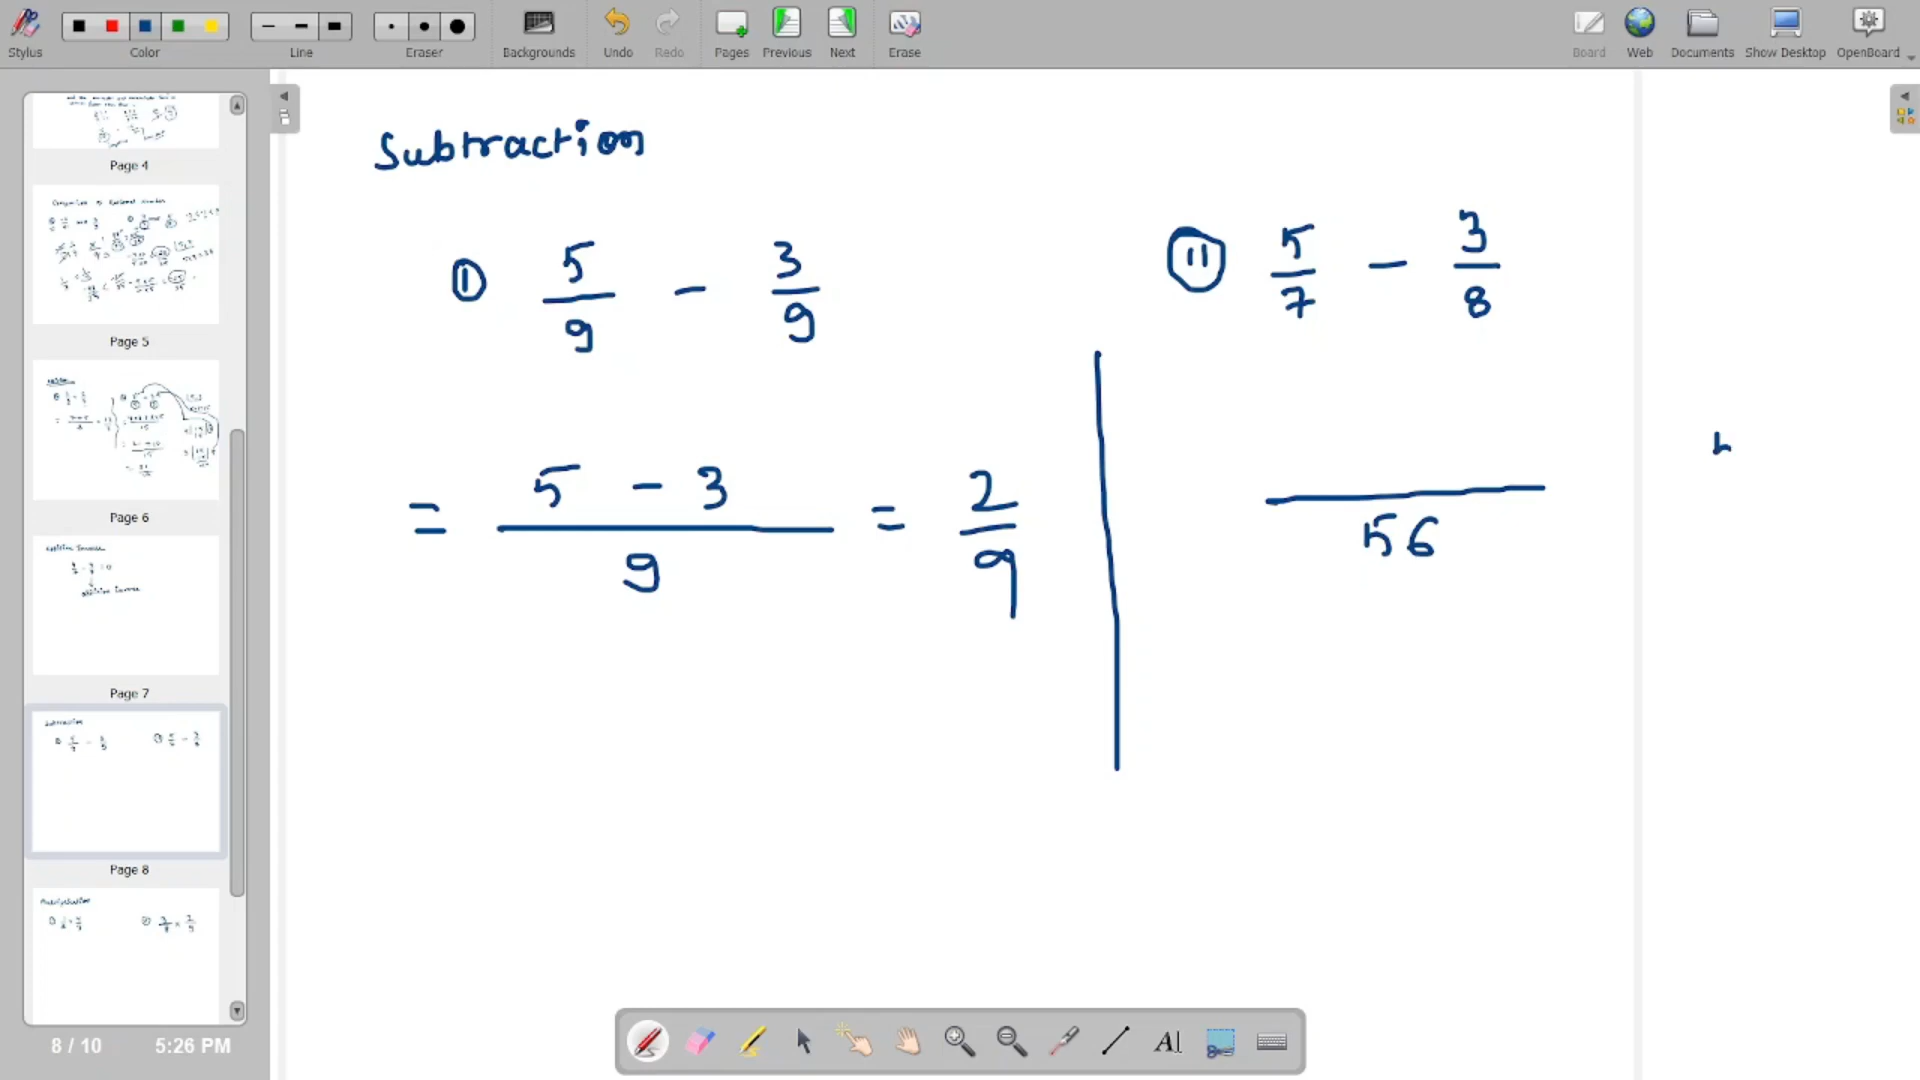 Stylus
Color
Line
Eraser
Backgrounds
Undo
Redo
Pages
Previous
Next
Erase
Board
Web
Documents
Show Desktop
OpenBoard
Page 4
Page 5
Page 6
Page 7
Subtraction
Page 8
8 / 10
5:26 PM
Subtraction
① 5/9 - 3/9
= 5 - 3 / 9 = 2/9
⑪ 5/7 - 3/8
56